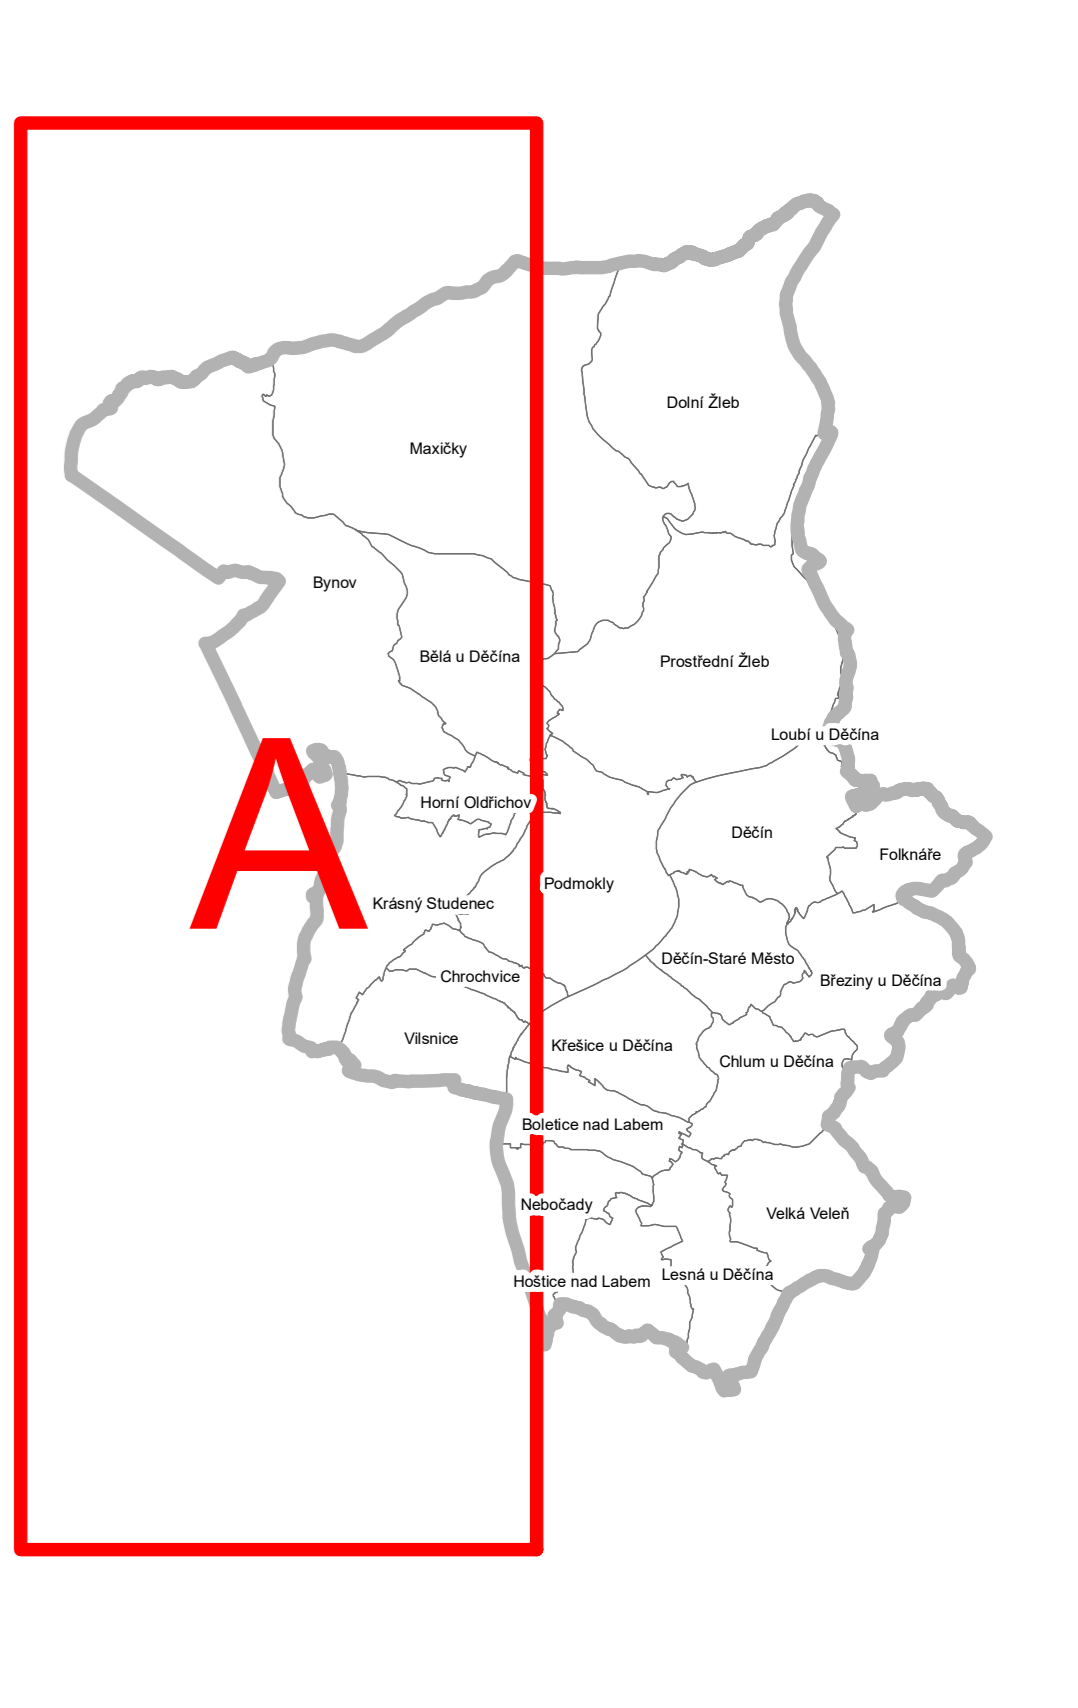 Dolní Žleb
Maxičky
Bynov
Bělá u Děčína
Prostřední Žleb
Loubí u Děčína
A
Horní Oldřichov
Děčín
Folknáře
Podmokly
Krásný Studenec
Děčín-Staré Město
Chrochvice
Březiny u Děčína
Vilsnice
Křešice u Děčína
Chlum u Děčína
Boletice nad Labem
Nebočady
Velká Veleň
Hoštice nad Labem
Lesná u Děčína